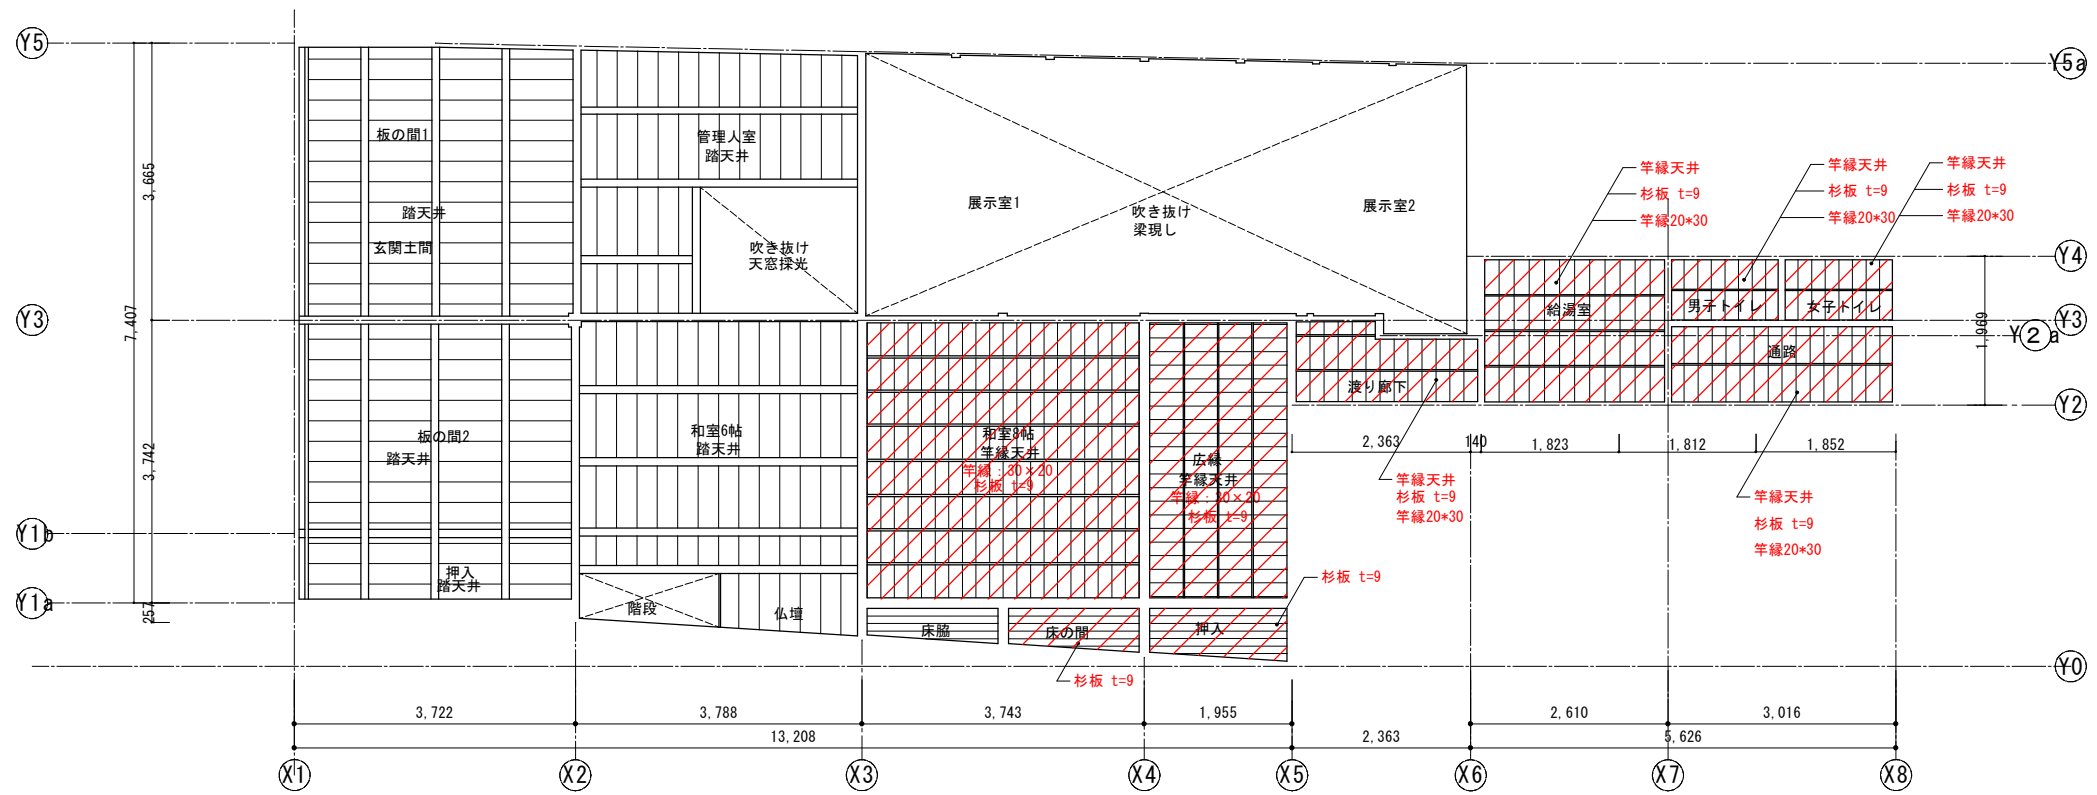 Y5
Y5a
3,665
板の間1
管理人室
踏天井
竿縁天井
杉板 t=9
竿縁20*30
竿縁天井
杉板 t=9
竿縁20*30
竿縁天井
杉板 t=9
竿縁20*30
踏天井
玄関土間
展示室1
吹き抜け
梁現し
展示室2
吹き抜け
天窓採光
Y4
7,407
Y3
給湯室
男子トイレ
女子トイレ
1,969
Y3
Y2a
通路
渡り廊下
Y2
3,742
板の間2
踏天井
和室6帖
踏天井
和室8帖
竿縁天井
竿縁：30×20
杉板 t=9
広縁
竿縁天井
竿縁：30×20
杉板 t=9
2,363
140
1,823
1,812
1,852
竿縁天井
杉板 t=9
竿縁20*30
竿縁天井
杉板 t=9
竿縁20*30
Y1b
押入
踏天井
杉板 t=9
Y1a
257
階段
仏壇
床脇
床の間
押入
杉板 t=9
Y0
3,722
3,788
3,743
1,955
2,610
3,016
13,208
2,363
5,626
X1
X2
X3
X4
X5
X6
X7
X8